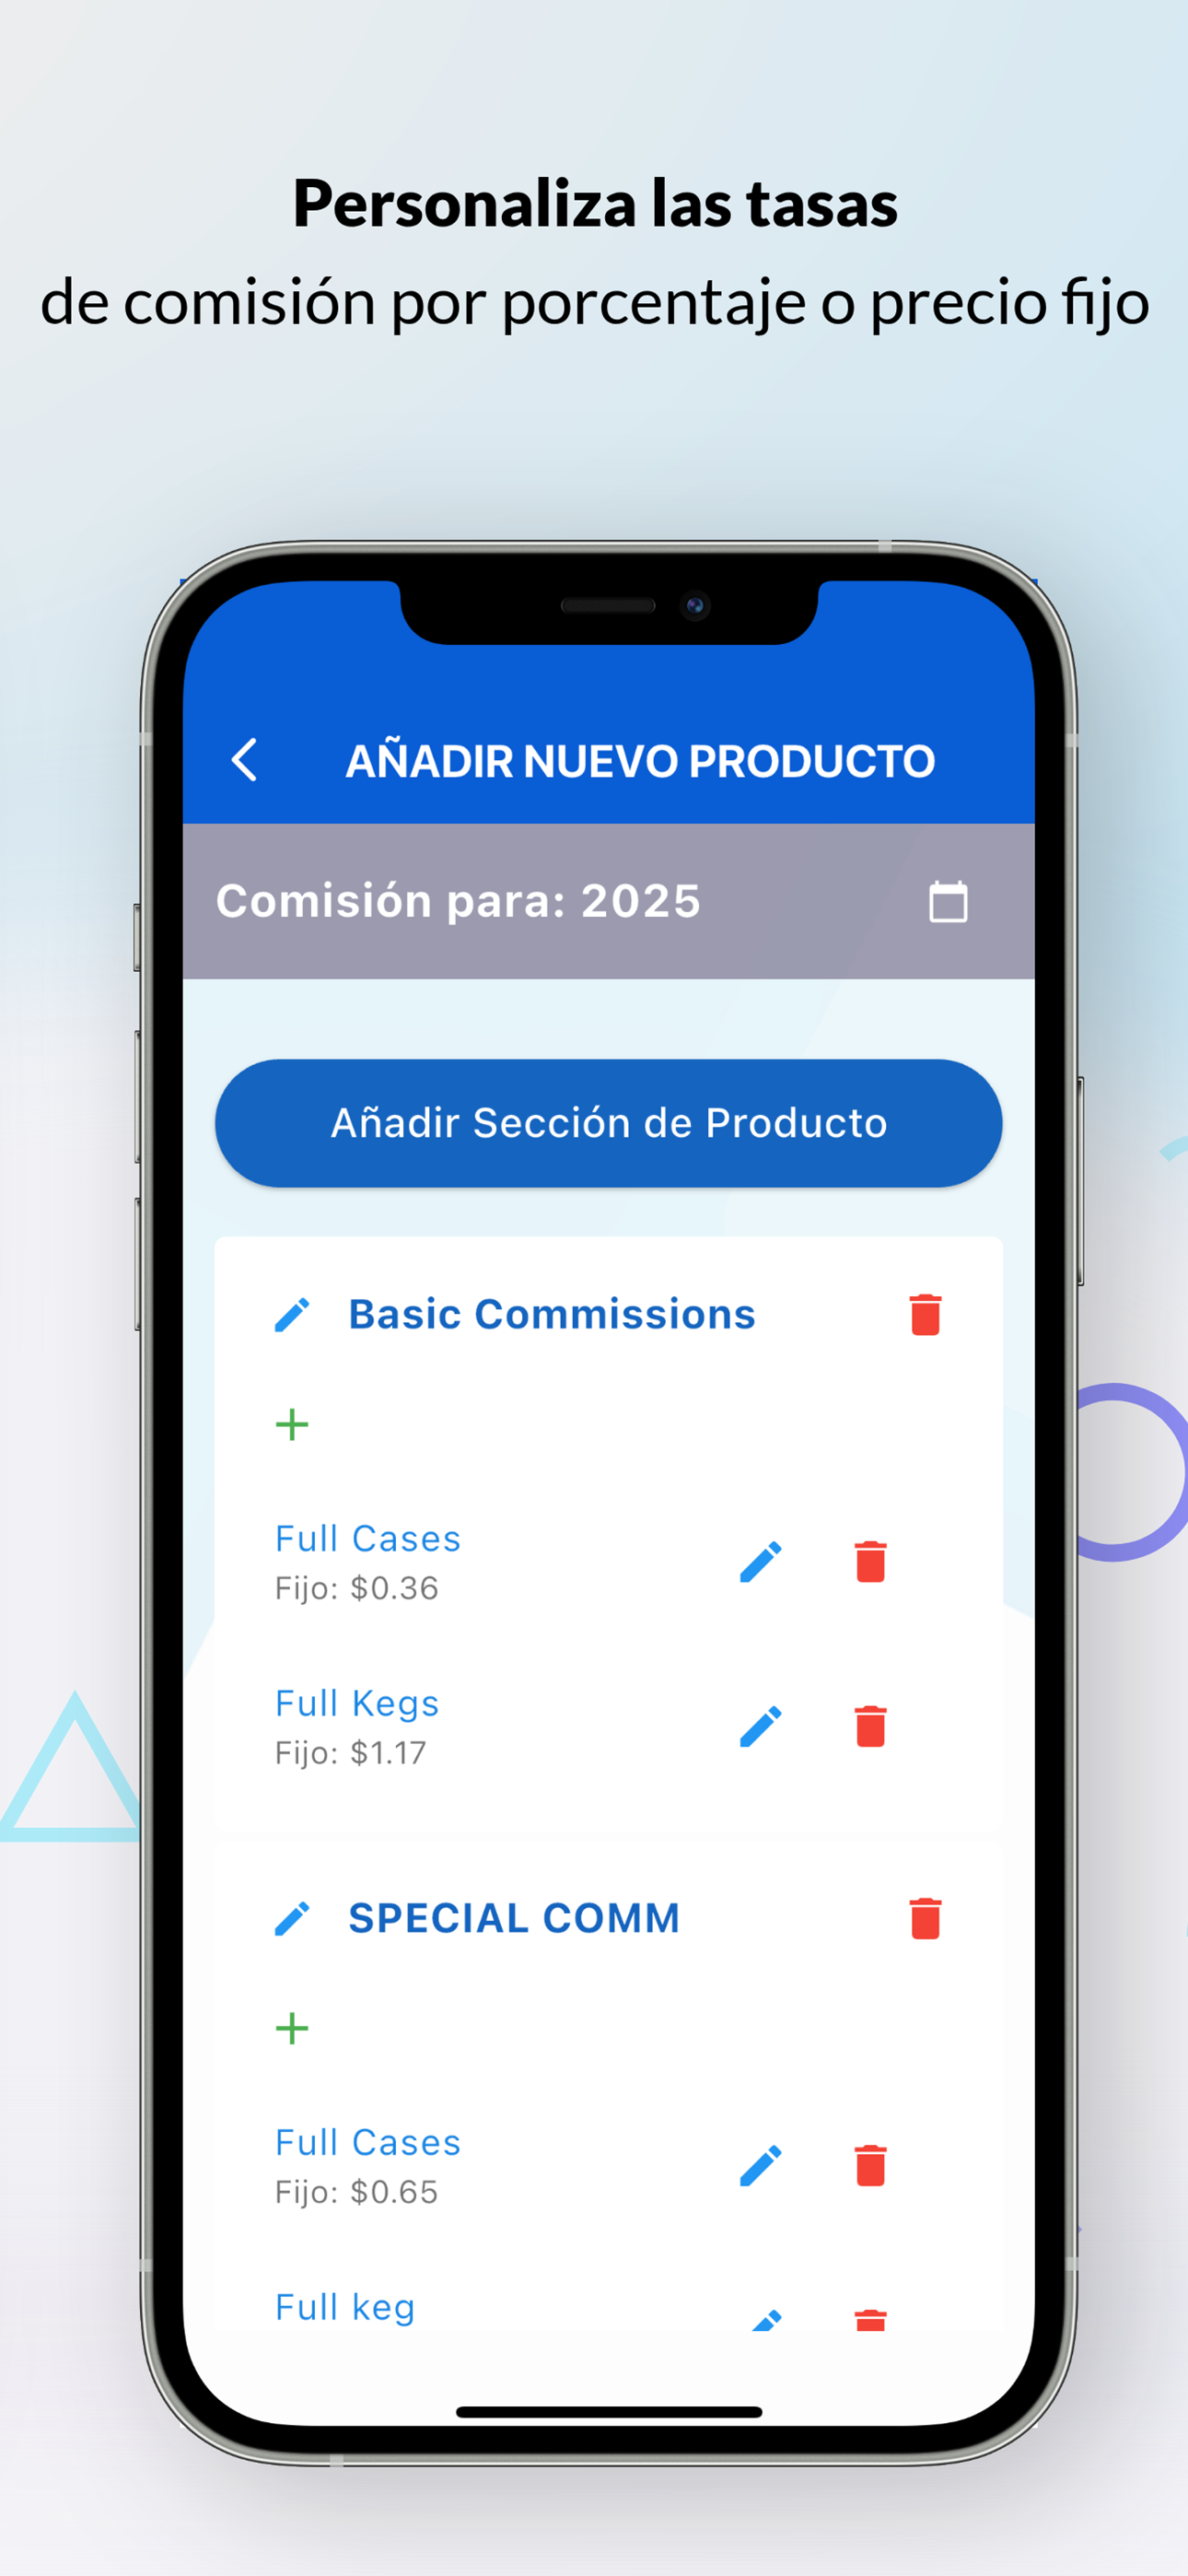 Personaliza las tasas
de comisión por porcentaje o precio fijo
AÑADIR NUEVO PRODUCTO
Comisión para: 2025
Añadir Sección de Producto
Basic Commissions
Full Cases
Fijo: $0.36
Full Kegs
Fijo: $1.17
SPECIAL COMM
Full Cases
Fijo: $0.65
Full keg